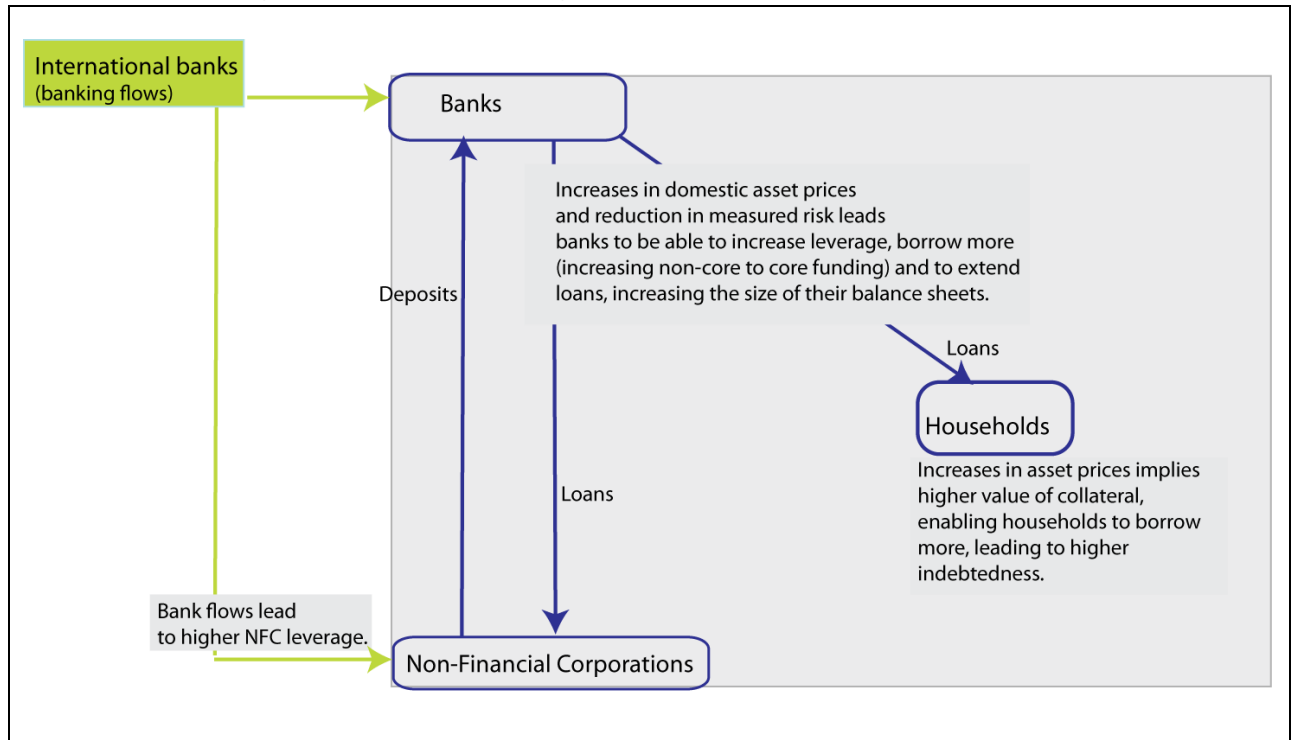 International banks
(banking flows)
Banks
Increases in domestic asset prices
and reduction in measured risk leads
banks to be able to increase leverage, borrow more
(increasing non-core to core funding) and to extend
loans, increasing the size of their balance sheets.
Deposits
Loans
Households
Increases in asset prices implies
higher value of collateral,
enabling households to borrow
more, leading to higher
indebtedness.
Loans
Bank flows lead
to higher NFC leverage.
Non-Financial Corporations